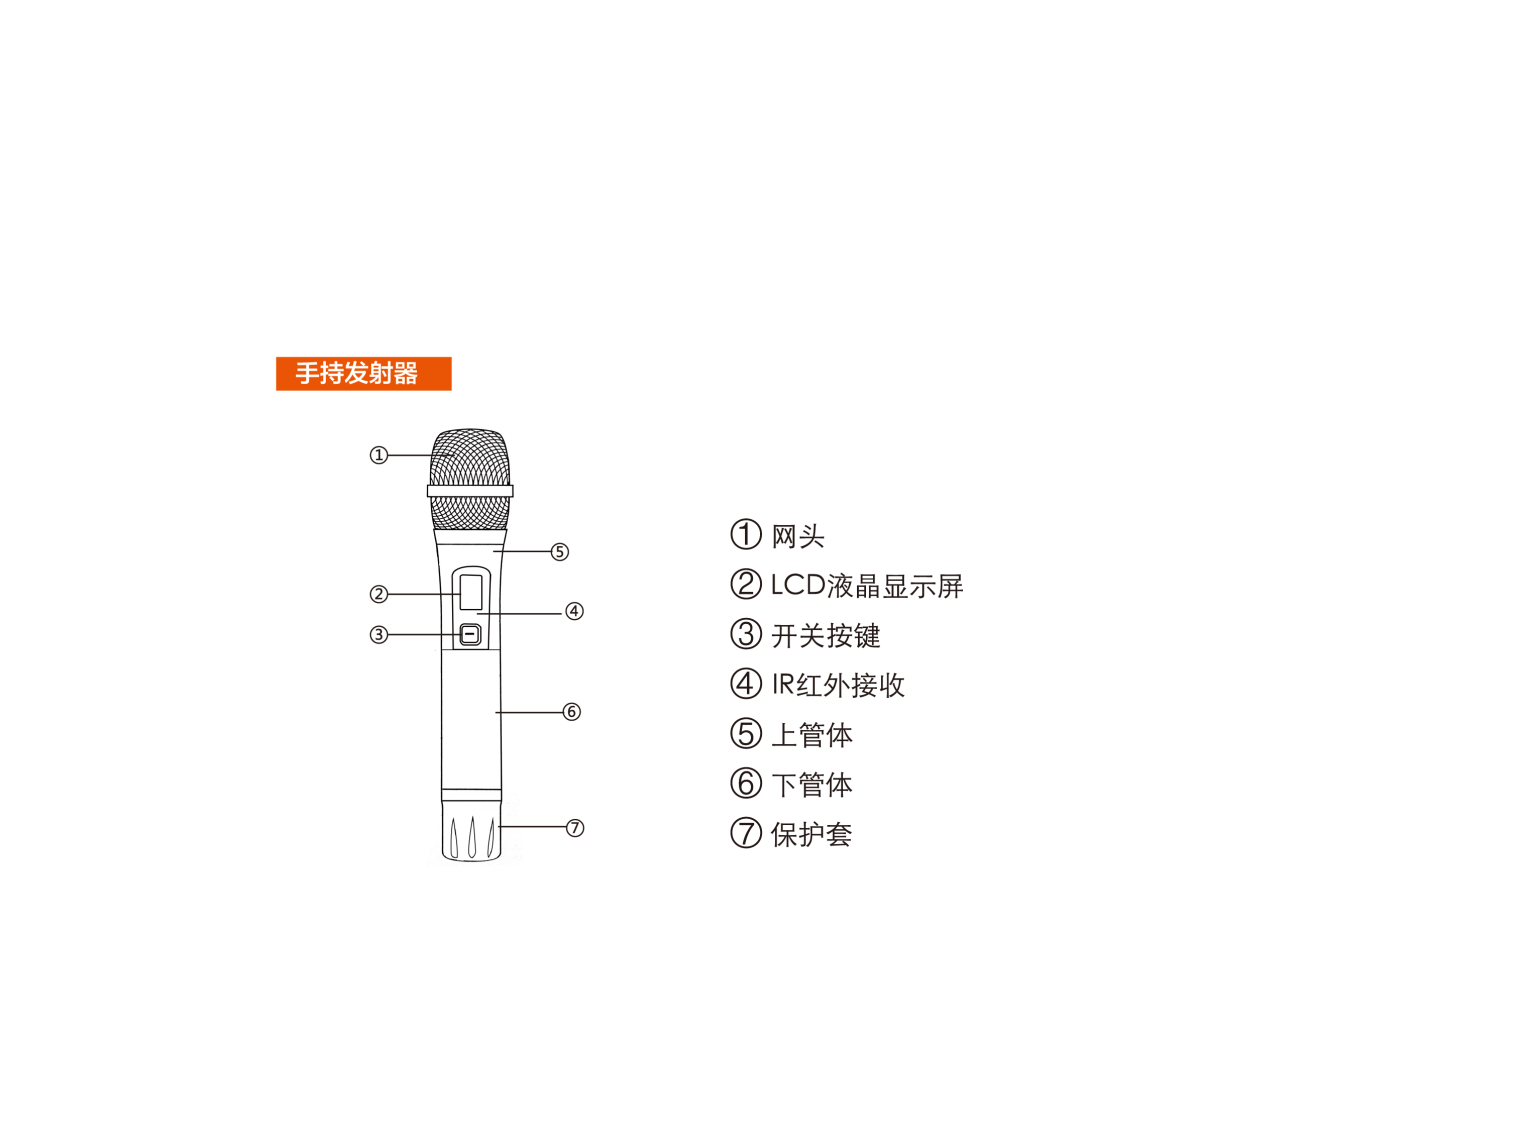 手持发射器
①
⑤
②
④
③
⑥
⑦
① 网头
② LCD液晶显示屏
③ 开关按键
④ IR红外接收
⑤ 上管体
⑥ 下管体
⑦ 保护套